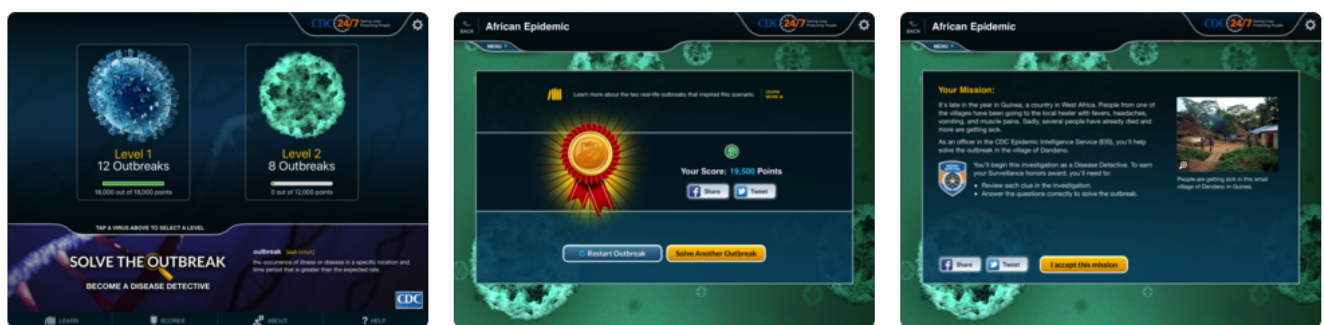 CDC 24/7 Saving Lives. Protecting People.
Level 1
12 Outbreaks
18,000 out of 18,000 points
Level 2
8 Outbreaks
0 out of 12,000 points
TAP A VIRUS ABOVE TO SELECT A LEVEL
SOLVE THE OUTBREAK
BECOME A DISEASE DETECTIVE
outbreak
the occurrence of illness or disease in a specific location and
time period that is greater than the expected rate.
CDC
LEARN
SCORES
ABOUT
? HELP
BACK
African Epidemic
CDC 24/7 Saving Lives. Protecting People.
MENU
Learn more about the two real-life outbreaks that inspired this scenario.
LEARN
MORE
Your Score: 19,500 Points
Share
Tweet
Restart Outbreak
Solve Another Outbreak
BACK
African Epidemic
CDC 24/7 Saving Lives. Protecting People.
MENU
Your Mission:
It's late in the year in Guinea, a country in West Africa. People from one of
the villages have been going to the local healer with fevers, headaches,
vomiting, and muscle pains. Sadly, several people have already died and
more are getting sick.
As an officer in the CDC Epidemic Intelligence Service (EIS), you'll help
solve the outbreak in the village of Dandano.
You'll begin this investigation as a Disease Detective. To earn
your Surveillance honors award, you'll need to:
• Review each clue in the investigation.
• Answer the questions correctly to solve the outbreak.
People are getting sick in this small
village of Dandano in Guinea.
Share
Tweet
I accept this mission